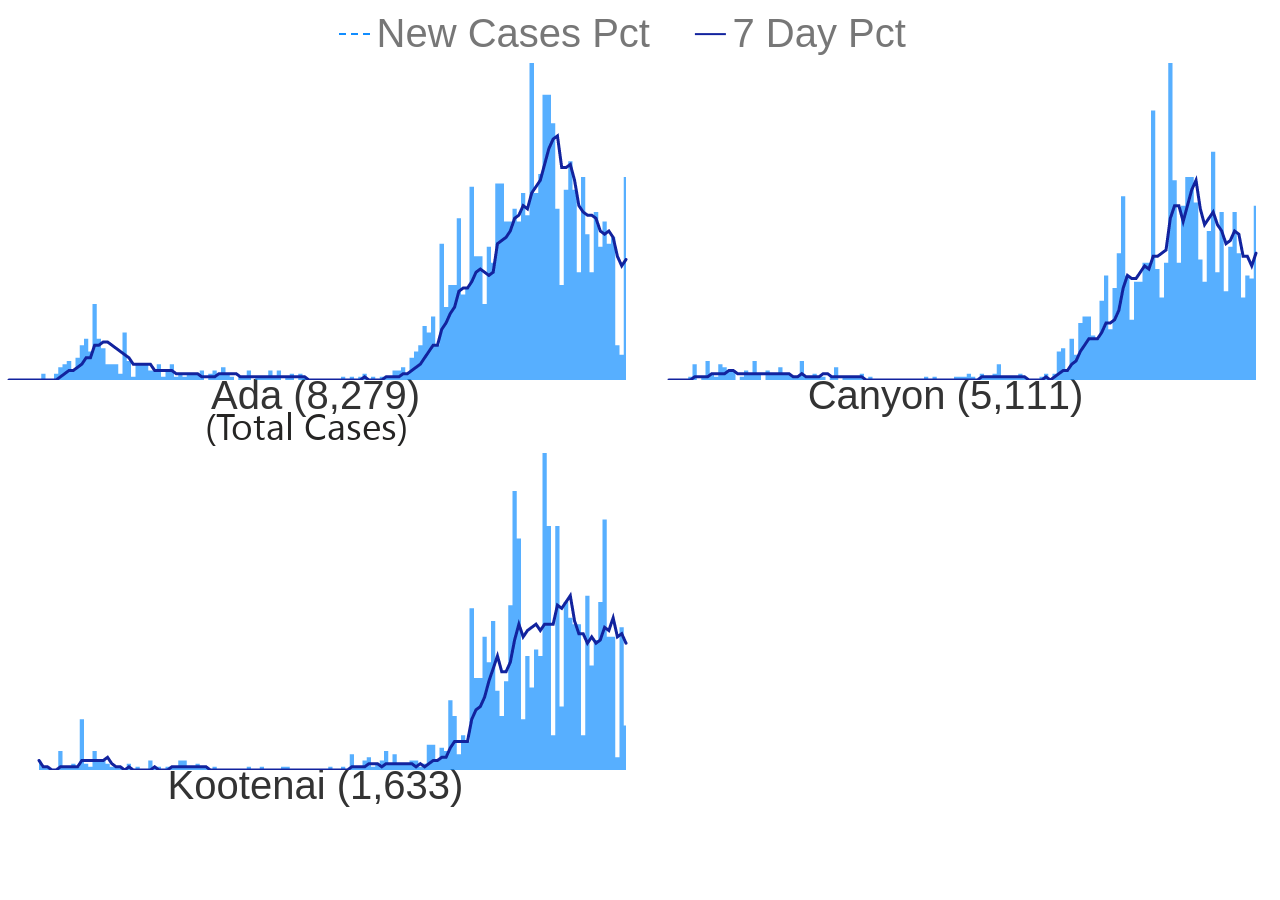 New Cases Pct 7 Day Pct
Ada (8,279)
(Total Cases)
Canyon (5,111)
Kootenai (1,633)